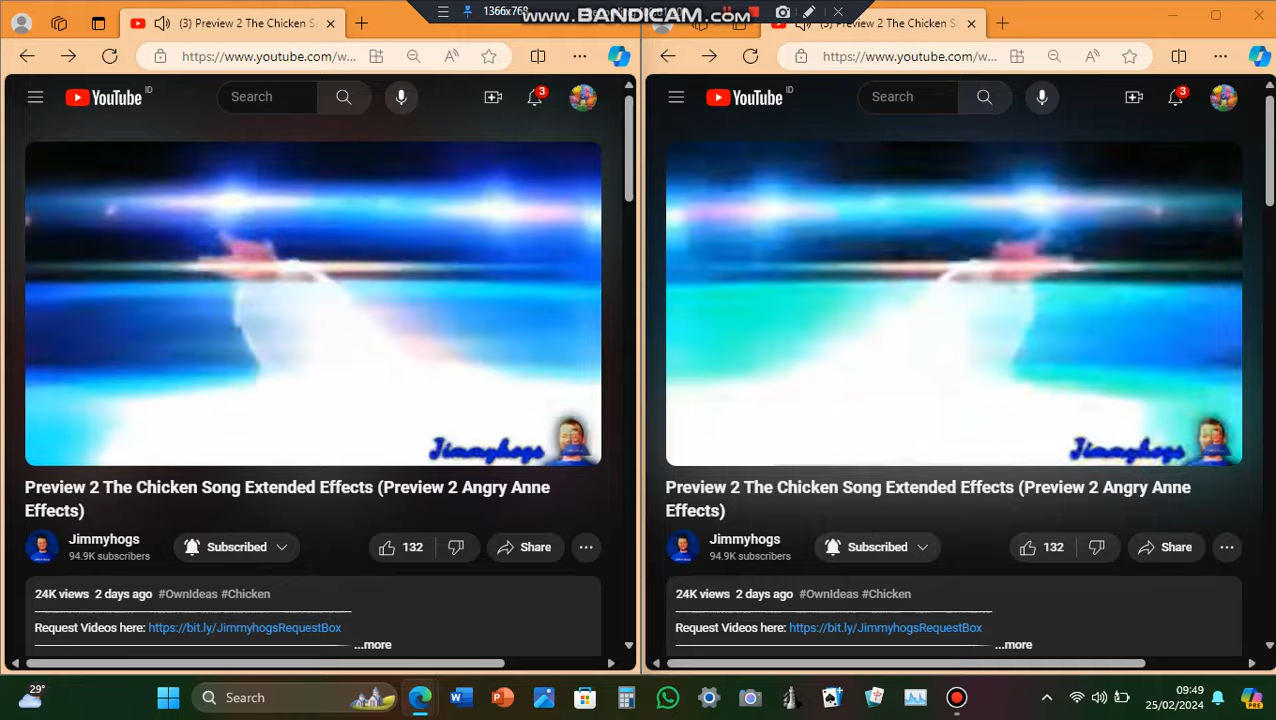 1366x768
www.BANDICAM.com
(3) Preview 2 The Chicken S
(3) Preview 2 The Chicken S
https://www.youtube.com/w...
https://www.youtube.com/w...
YouTube ID
Search
3
YouTube ID
Search
3
Jimmyhogs
Jimmyhogs
Preview 2 The Chicken Song Extended Effects (Preview 2 Angry Anne
Effects)
Jimmyhogs
94.9K subscribers
Subscribed
132
Share
24K views 2 days ago #OwnIdeas #Chicken
Request Videos here: https://bit.ly/JimmyhogsRequestBox
...more
Preview 2 The Chicken Song Extended Effects (Preview 2 Angry Anne
Effects)
Jimmyhogs
94.9K subscribers
Subscribed
132
Share
24K views 2 days ago #OwnIdeas #Chicken
Request Videos here: https://bit.ly/JimmyhogsRequestBox
...more
29°
Search
09:49
25/02/2024